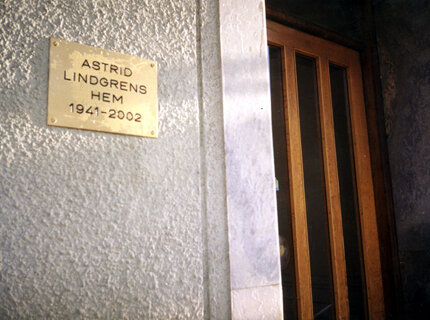 ASTRID
LINDGRENS
HEM
1941-2002